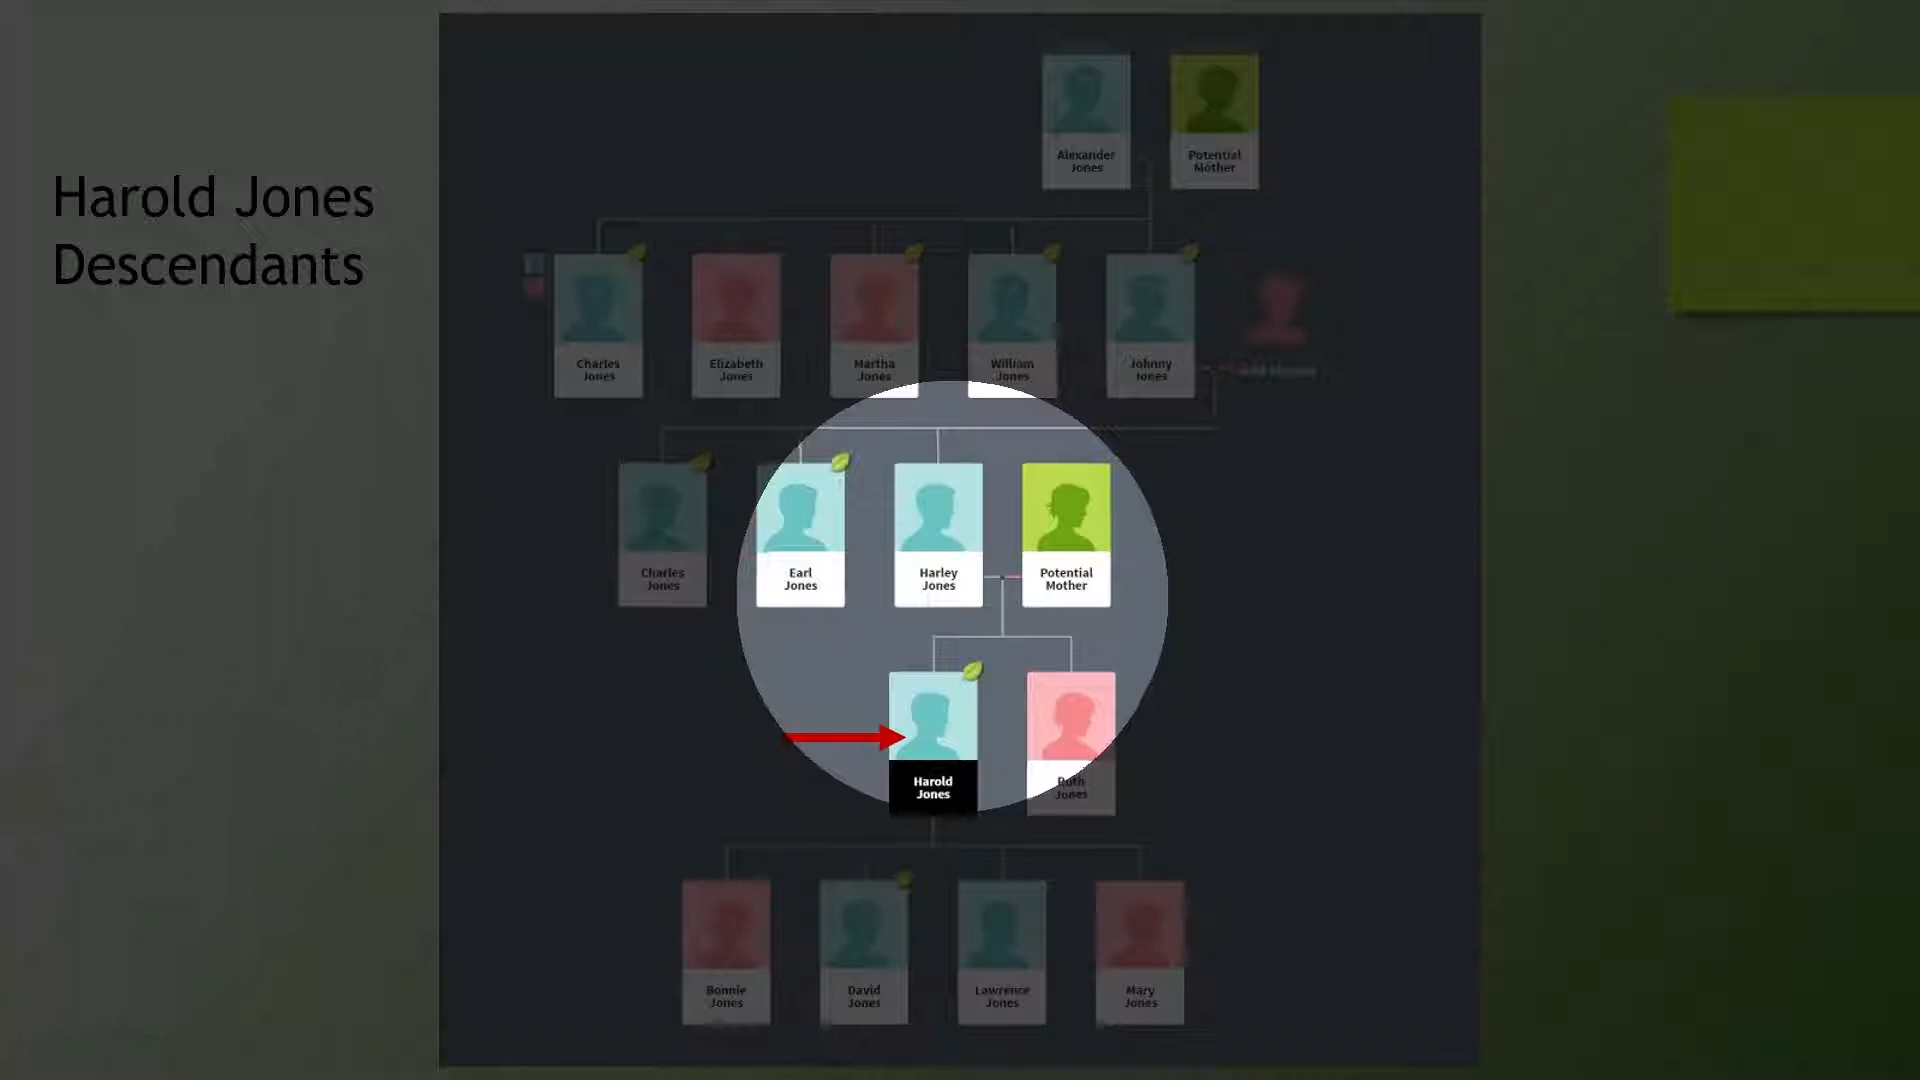 Harold Jones
Descendants
Alexander
Jones
Potential
Mother
Charles
Jones
Elizabeth
Jones
Martha
Jones
William
Jones
Johnny
Jones
Charles
Jones
Earl
Jones
Harley
Jones
Potential
Mother
Harold
Jones
Ruth
Jones
Bonnie
Jones
David
Jones
Lawrence
Jones
Mary
Jones